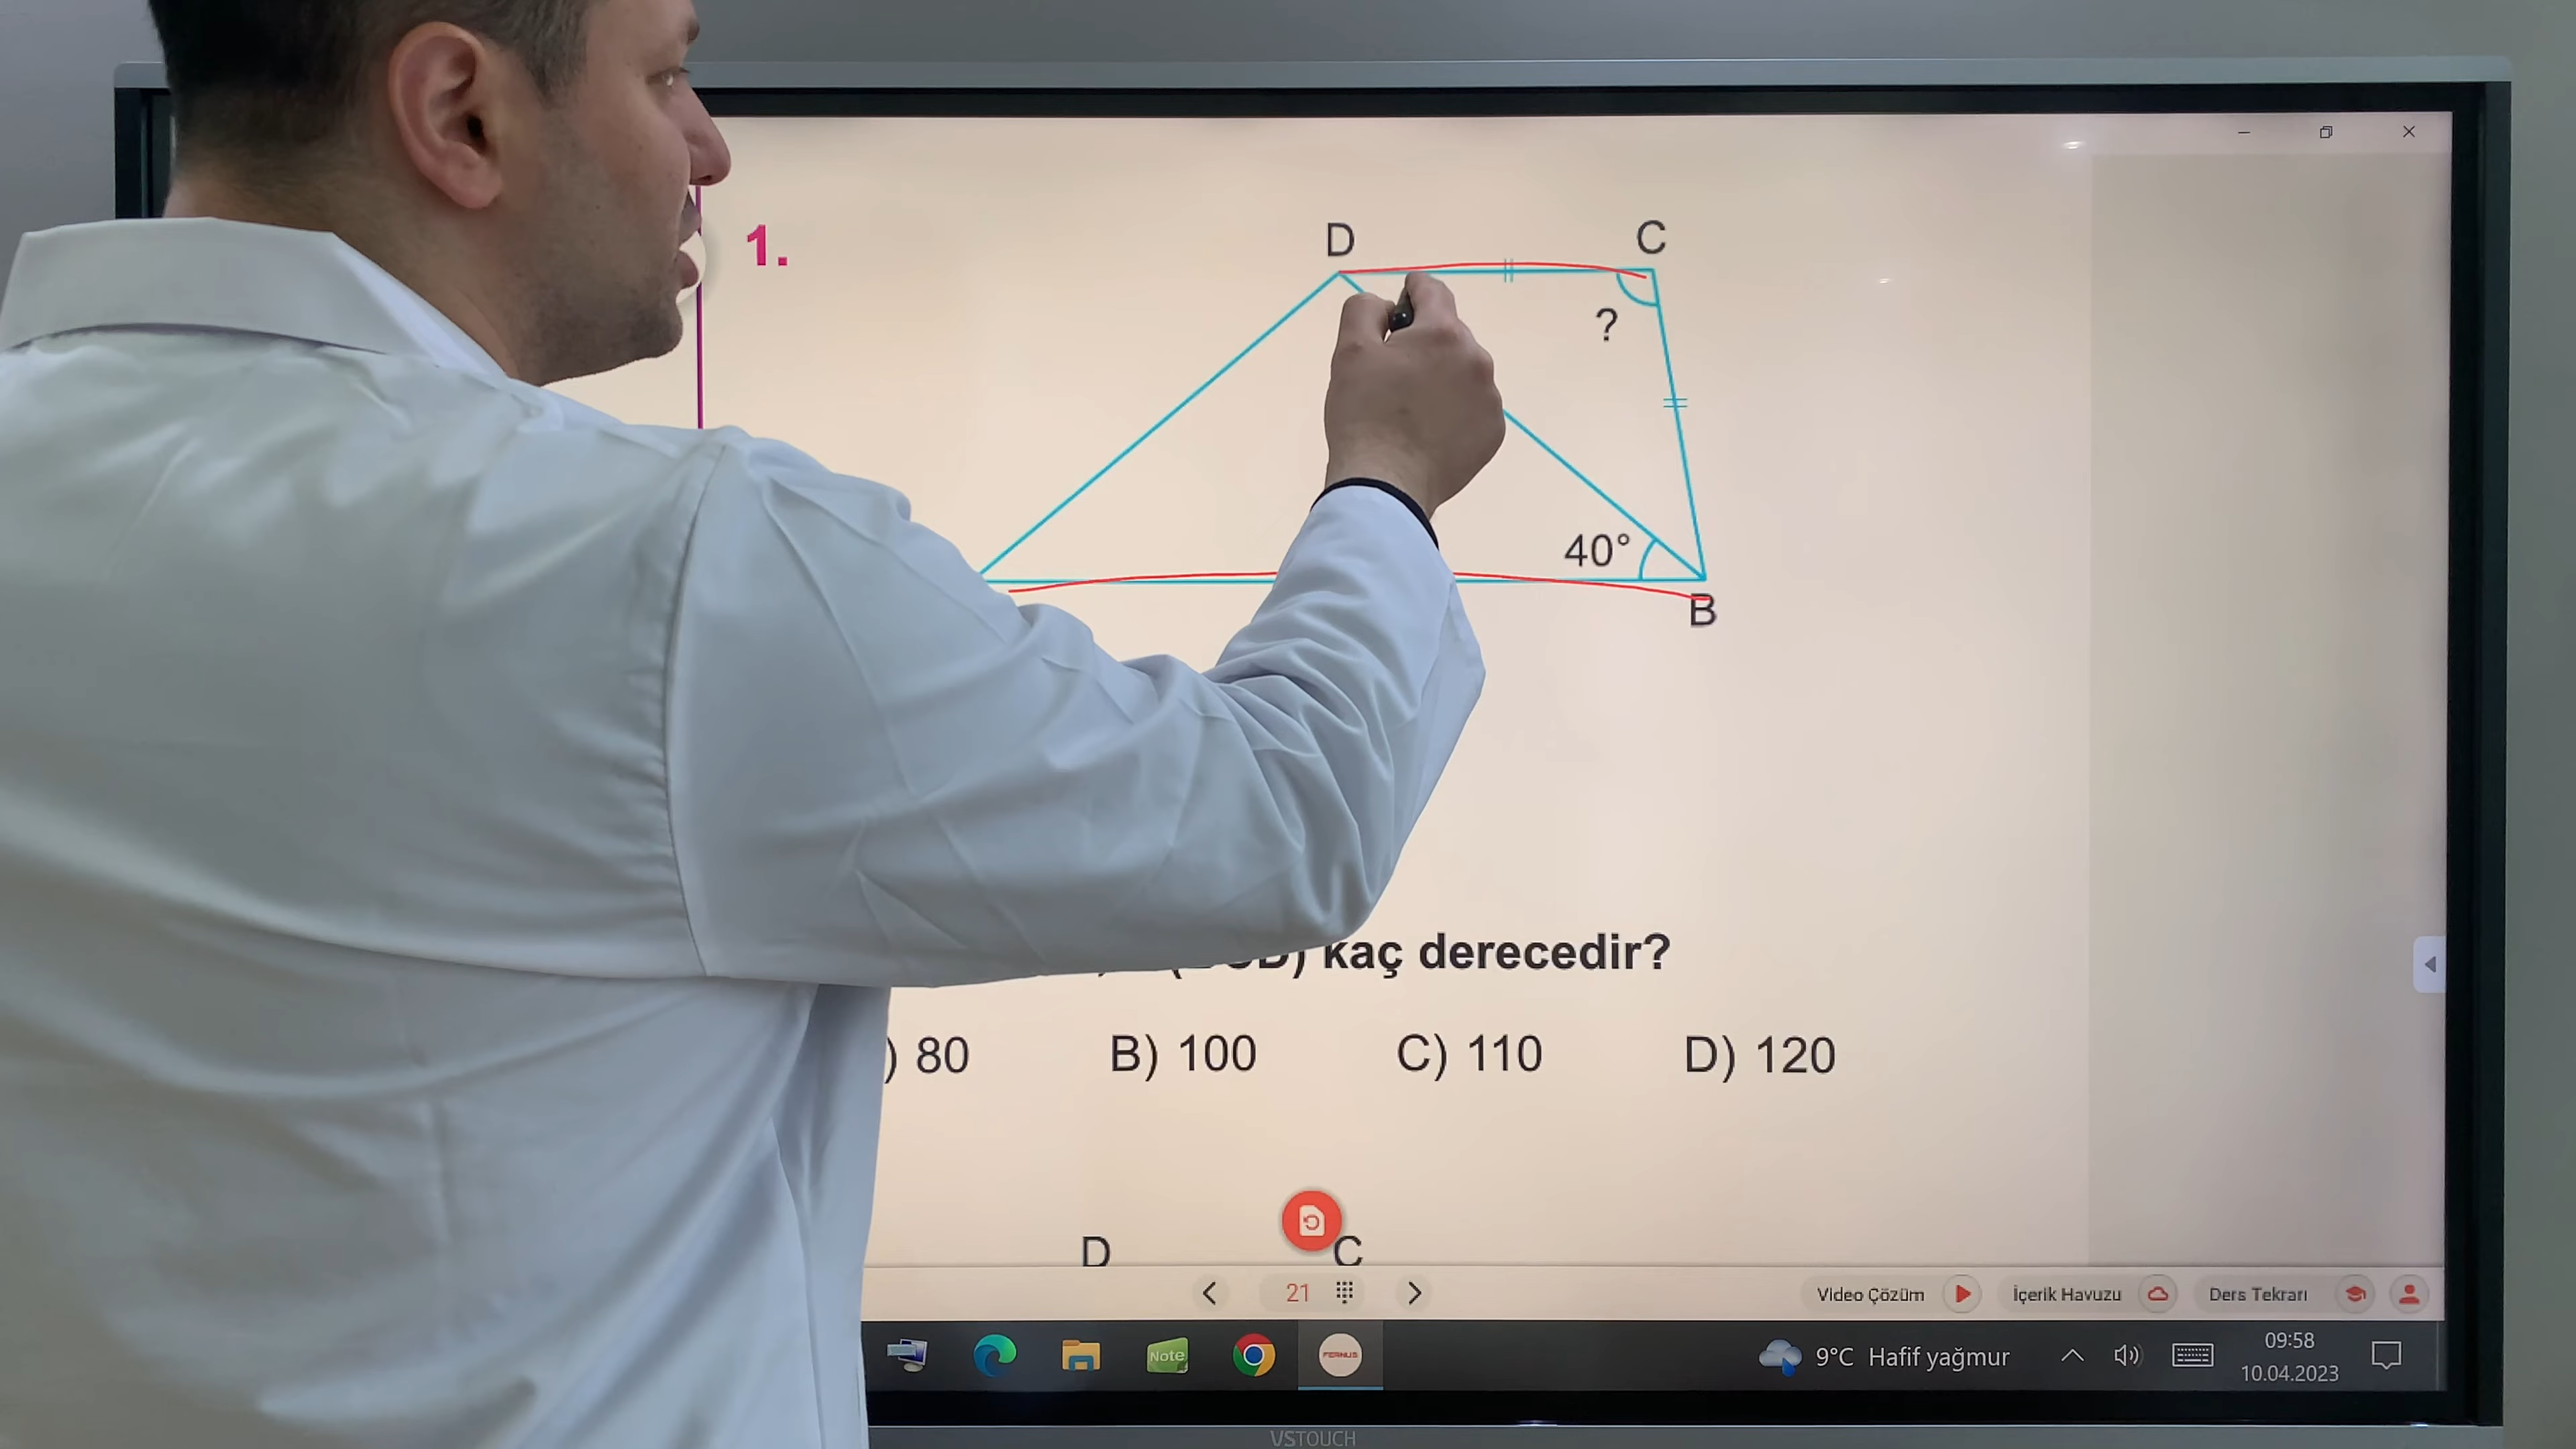 1.
D
C
?
40°
B
kaç derecedir?
) 80
B) 100
C) 110
D) 120
D
C
21
Video Çözüm
İçerik Havuzu
Ders Tekrarı
Note
FERNUS
9°C Hafif yağmur
09:58
10.04.2023
VSTOUCH